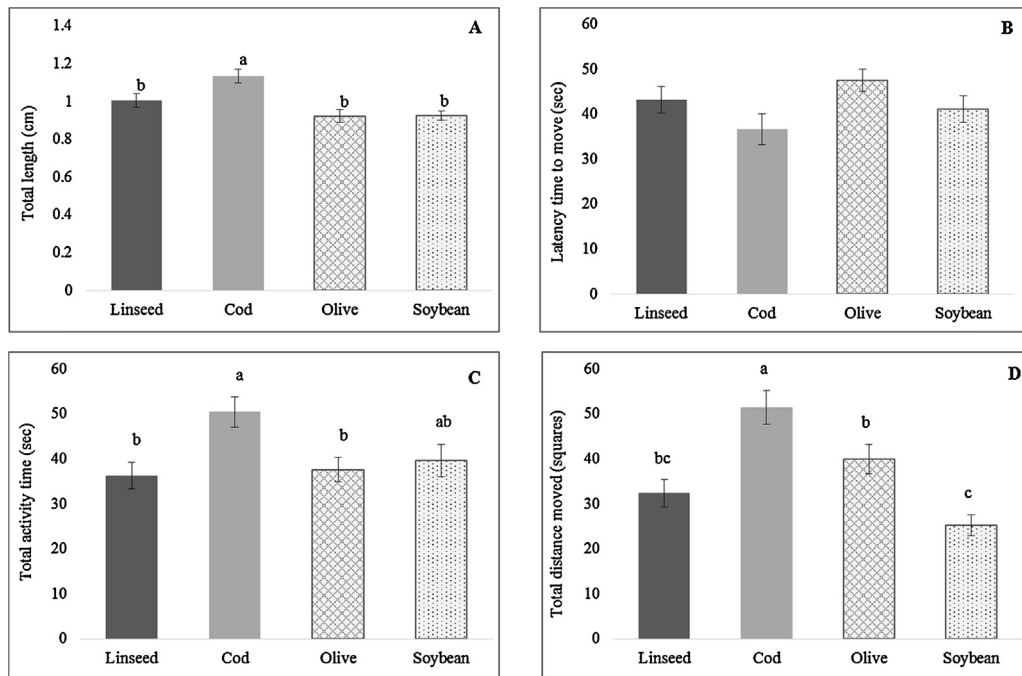 A
Total length (cm)
1.4
1.2
1
0.8
0.6
0.4
0.2
0
b
a
b
b
Linseed
Cod
Olive
Soybean
B
Latency time to move (sec)
60
50
40
30
20
10
0
Linseed
Cod
Olive
Soybean
C
Total activity time (sec)
60
50
40
30
20
10
0
b
a
b
ab
Linseed
Cod
Olive
Soybean
D
Total distance moved (squares)
60
50
40
30
20
10
0
bc
a
b
c
Linseed
Cod
Olive
Soybean